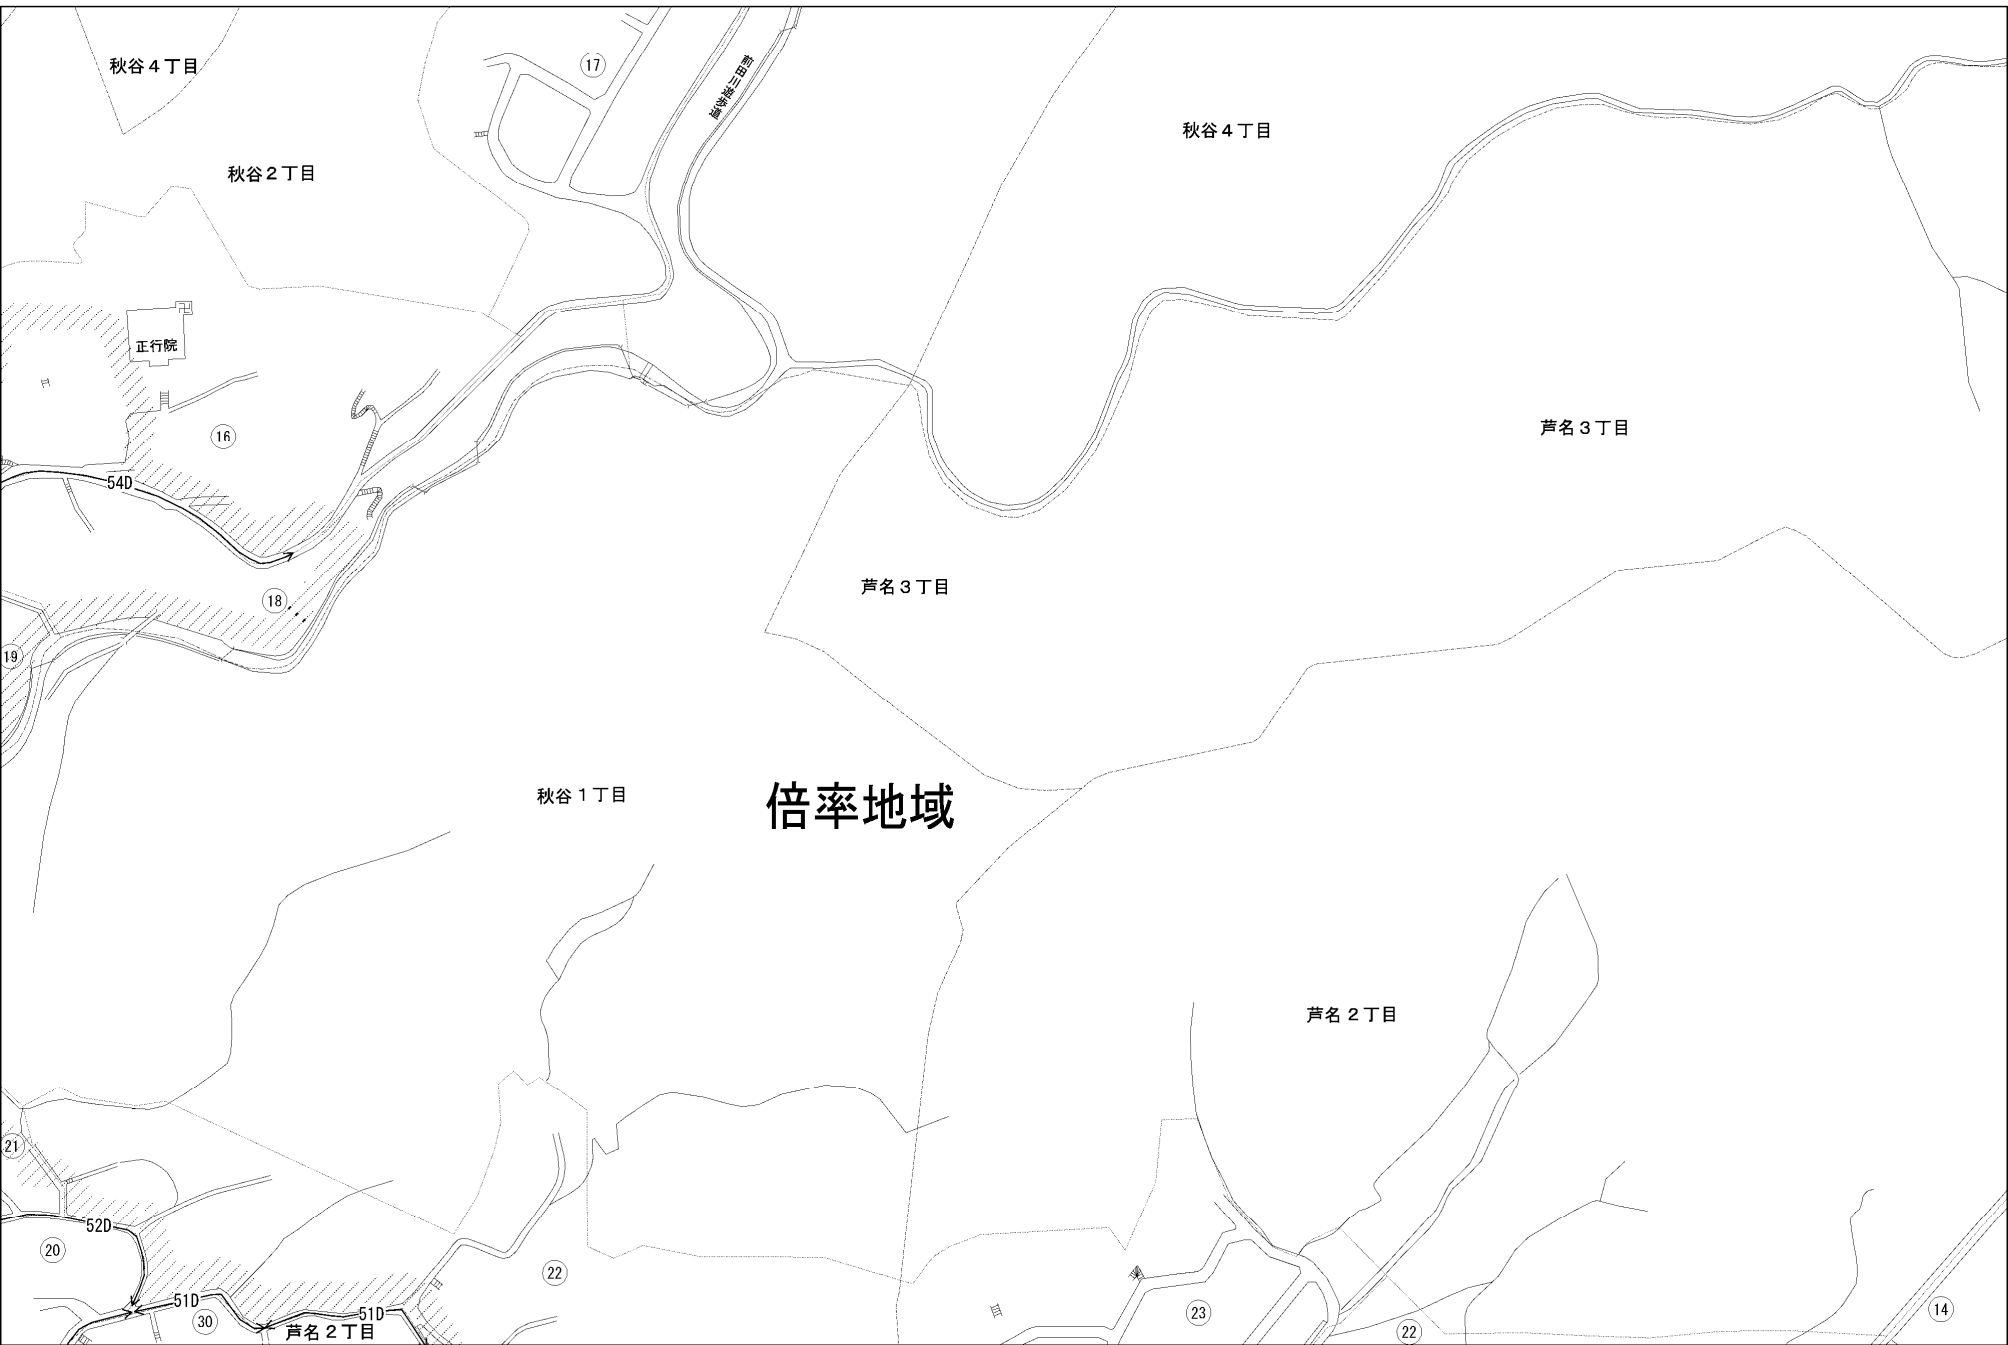 秋谷４丁目
⑰
前田川遊歩道
秋谷４丁目
秋谷２丁目
正行院
⑯
芦名３丁目
54D
芦名３丁目
⑱
⑲
秋谷１丁目
倍率地域
芦名２丁目
㉑
52D
⑳
㉒
51D
㉚
51D
芦名２丁目
㉓
㉒
⑭